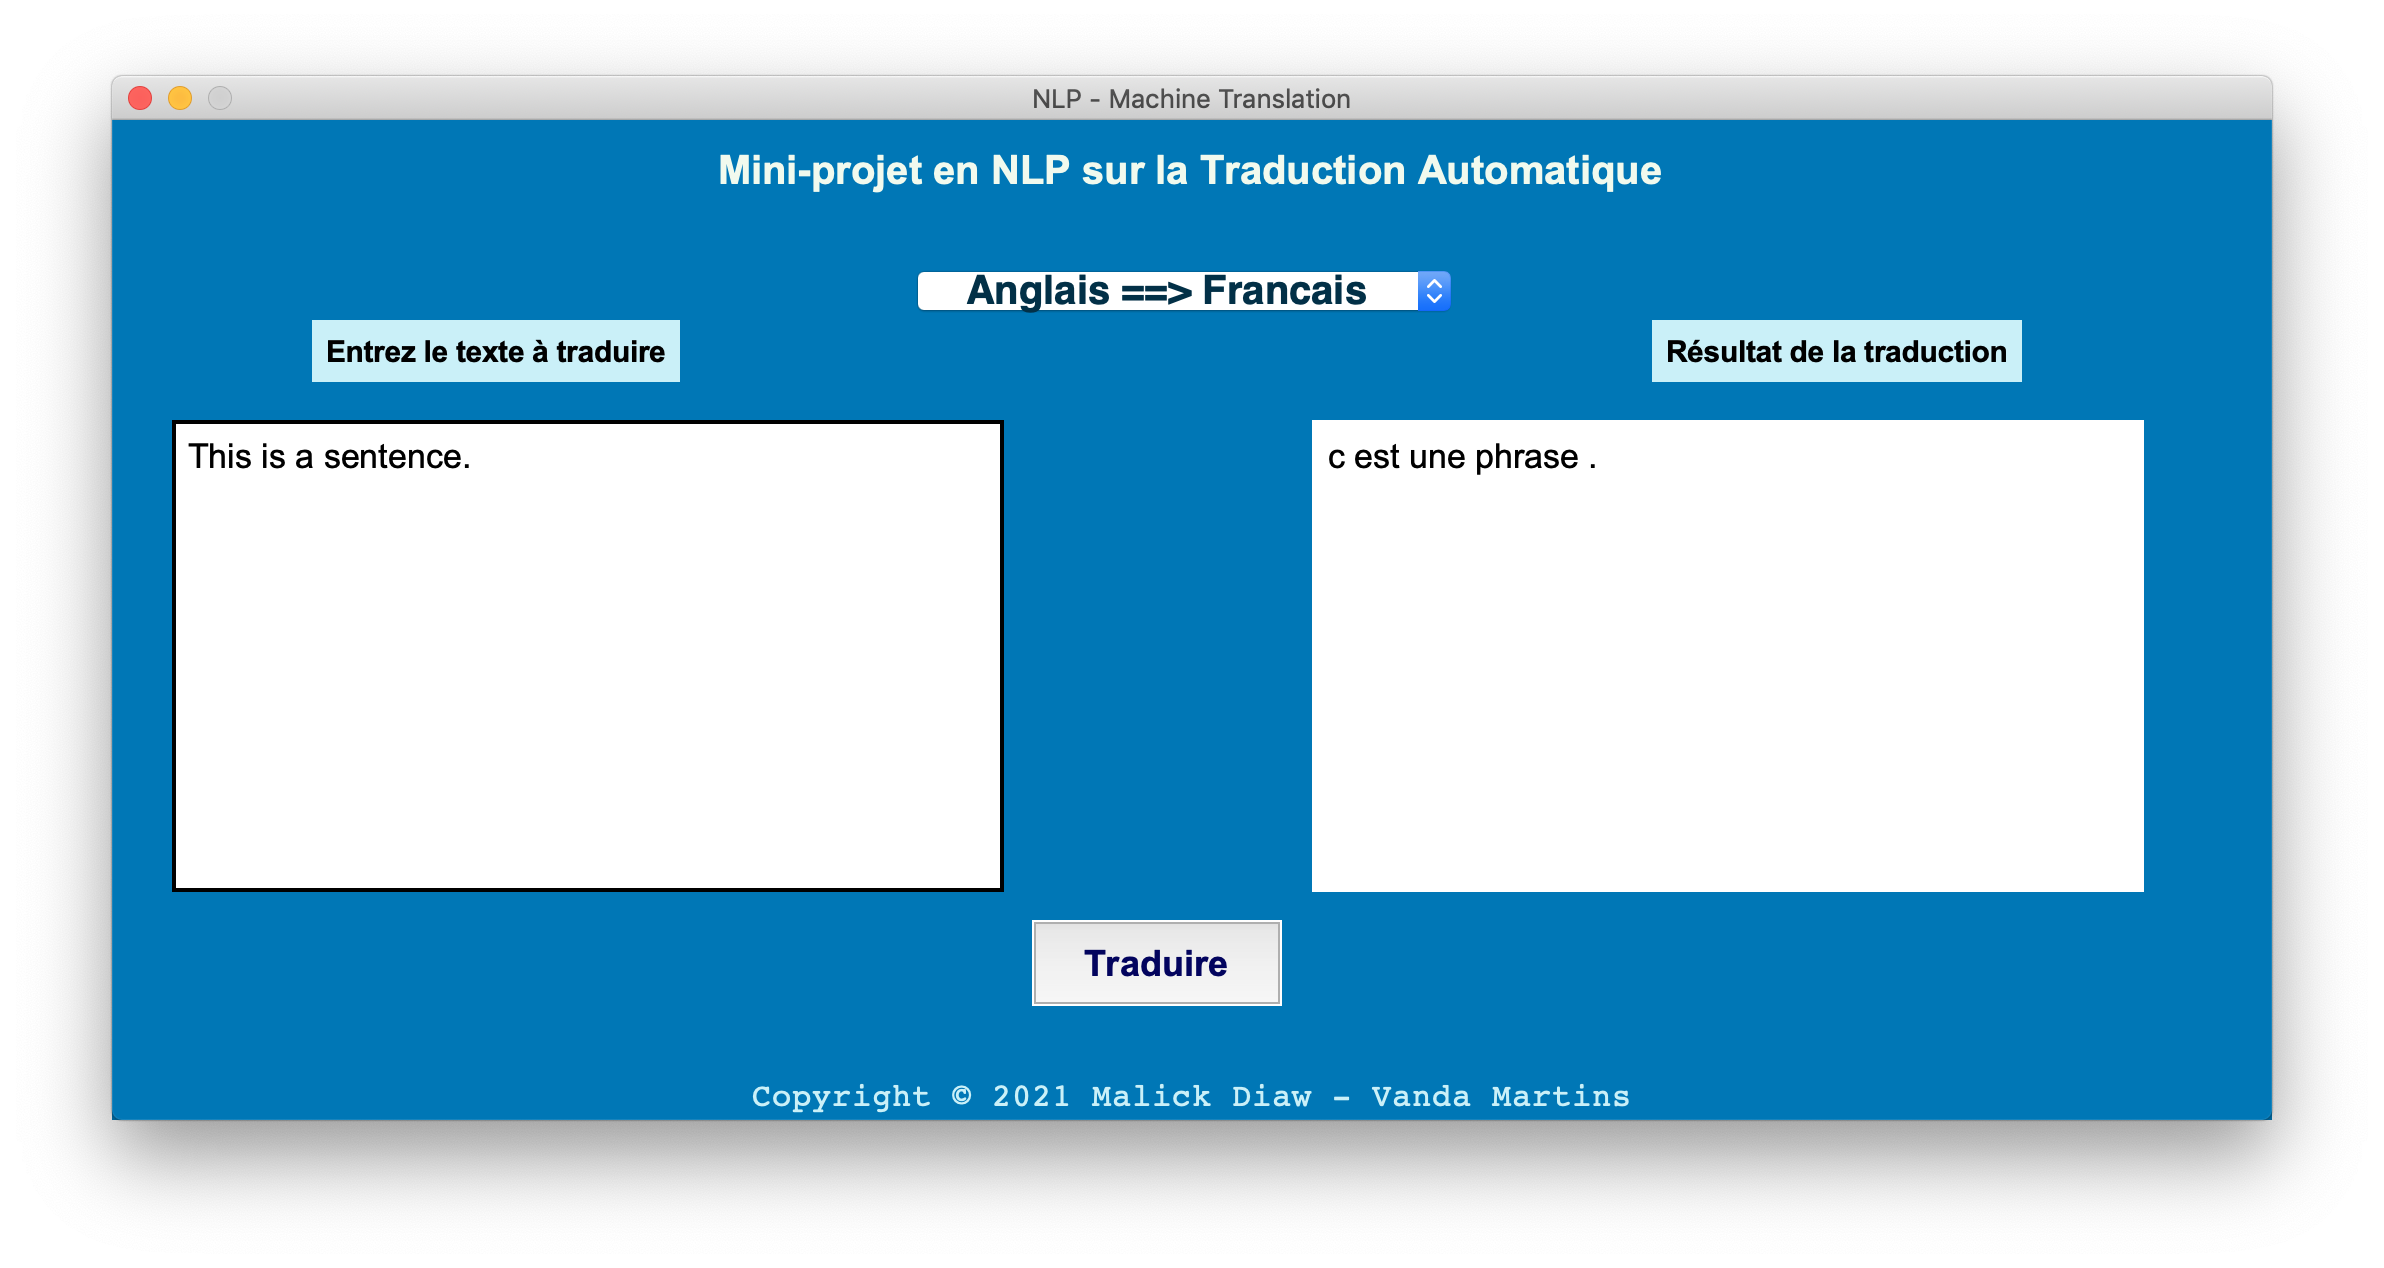 NLP - Machine Translation
Mini-projet en NLP sur la Traduction Automatique
Anglais ==> Francais
Entrez le texte à traduire
Résultat de la traduction
This is a sentence.
c est une phrase .
Traduire
Copyright © 2021 Malick Diaw - Vanda Martins